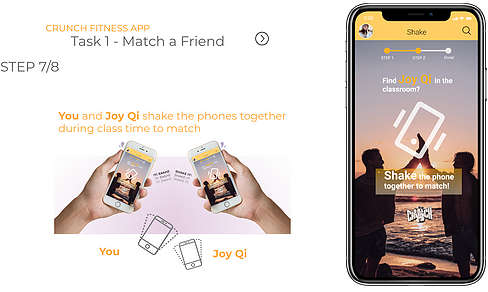 CRUNCH FITNESS APP
Task 1 - Match a Friend
STEP 7/8
You and Joy Qi shake the phones together
during class time to match
You
Joy Qi
Shake
STEP 1
STEP 2
Done!
Find Joy Qi in the
classroom?
Shake the phone
together to match!
CRUNCH